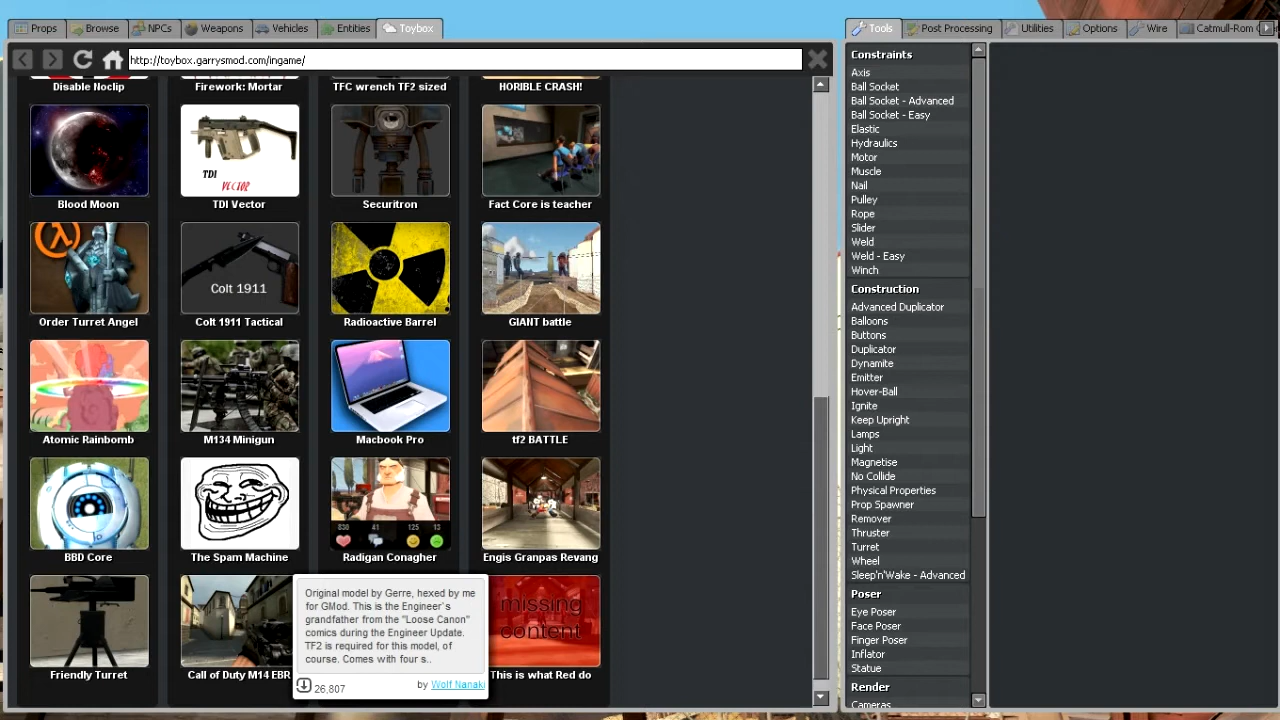 Props Browse NPCs Weapons Vehicles Entities Toybox
http://toybox.garrysmod.com/ingame/
Disable Noclip Firework: Mortar TFC wrench TF2 sized HORIBLE CRASH!
TDI
VECTOR
Blood Moon TDI Vector Securitron Fact Core is teacher
Colt 1911
Order Turret Angel Colt 1911 Tactical Radioactive Barrel GIANT battle
Atomic Rainbomb M134 Minigun Macbook Pro tf2 BATTLE
838 41 125 13
BBD Core The Spam Machine Radigan Conagher Engis Granpas Revang
missing
content
Friendly Turret Call of Duty M14 EBR This is what Red do
Original model by Gerre, hexed by me
for GMod. This is the Engineer`s
grandfather from the "Loose Canon"
comics during the Engineer Update.
TF2 is required for this model, of
course. Comes with four s..
26,807 by Wolf Nanaki
Tools Post Processing Utilities Options Wire Catmull-Rom C
Constraints
Axis
Ball Socket
Ball Socket - Advanced
Ball Socket - Easy
Elastic
Hydraulics
Motor
Muscle
Nail
Pulley
Rope
Slider
Weld
Weld - Easy
Winch
Construction
Advanced Duplicator
Balloons
Buttons
Duplicator
Dynamite
Emitter
Hover-Ball
Ignite
Keep Upright
Lamps
Light
Magnetise
No Collide
Physical Properties
Prop Spawner
Remover
Thruster
Turret
Wheel
Sleep'n'Wake - Advanced
Poser
Eye Poser
Face Poser
Finger Poser
Inflator
Statue
Render
Cameras